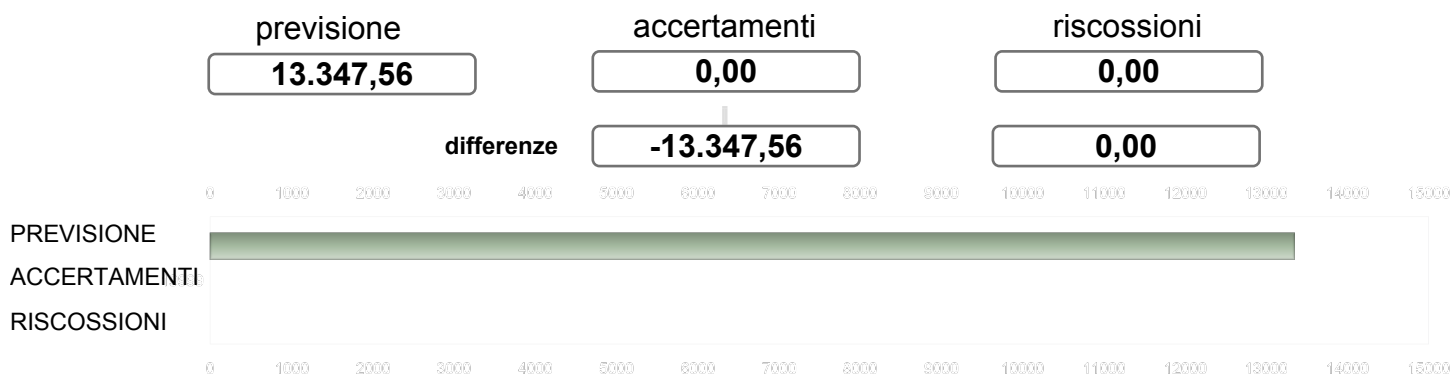 previsione accertamenti riscossioni
13.347,56 0,00 0,00
differenze -13.347,56 0,00
0 1000 2000 3000 4000 5000 6000 7000 8000 9000 10000 11000 12000 13000 14000 15000
PREVISIONE
ACCERTAMENTI
RISCOSSIONI
0 1000 2000 3000 4000 5000 6000 7000 8000 9000 10000 11000 12000 13000 14000 15000